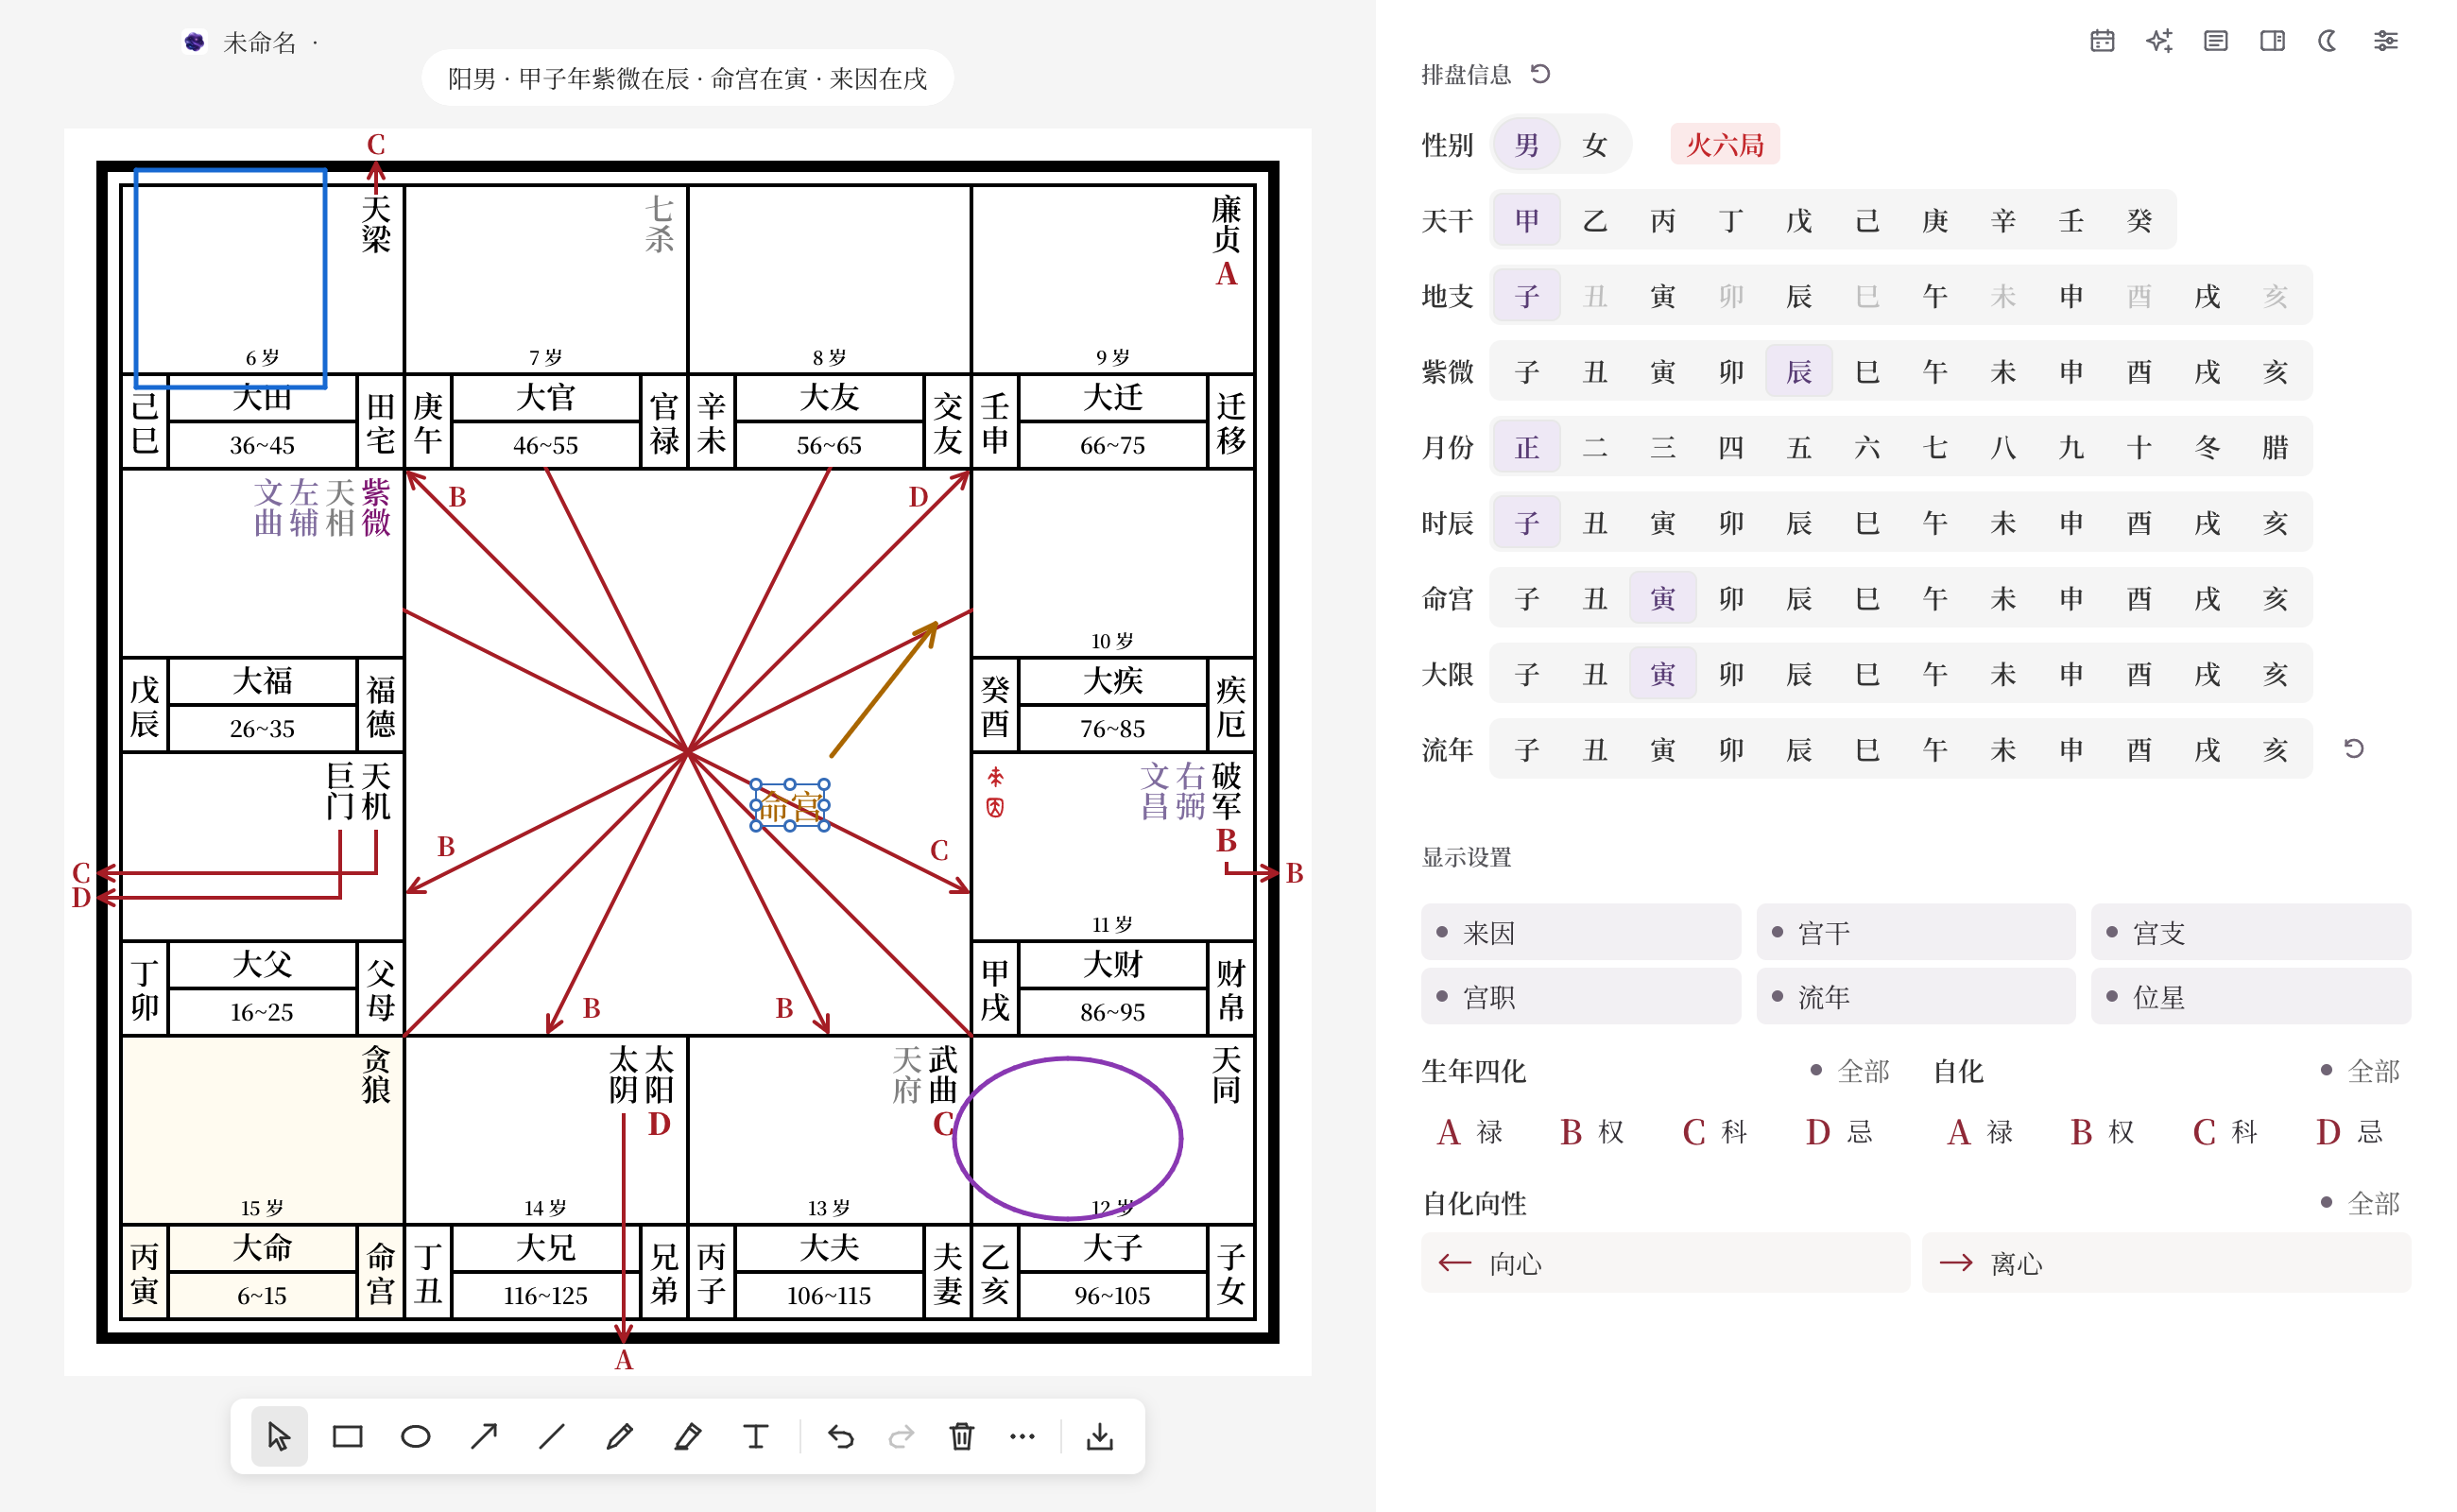 未命名 ·
阳男 · 甲子年紫微在辰 · 命宫在寅 · 来因在戌
C
天梁
6 岁
己巳
大田
36~45
田宅
七杀
7 岁
庚午
大官
46~55
官禄
8 岁
辛未
大友
56~65
交友
廉贞
A
9 岁
壬申
大迁
66~75
迁移
文曲
左辅
天相
紫微
戊辰
大福
26~35
福德
B
D
10 岁
癸酉
大疾
76~85
疾厄
巨门
天机
C
D
丁卯
大父
16~25
父母
命宫
B
C
B
B
来因
文昌
右弼
破军
B
B
11 岁
甲戌
大财
86~95
财帛
贪狼
15 岁
丙寅
大命
6~15
命宫
太阴
太阳
D
14 岁
丁丑
大兄
116~125
兄弟
A
天府
武曲
C
13 岁
丙子
大夫
106~115
夫妻
天同
12 岁
乙亥
大子
96~105
子女
排盘信息
性别 男 女 火六局
天干 甲 乙 丙 丁 戊 己 庚 辛 壬 癸
地支 子 丑 寅 卯 辰 巳 午 未 申 酉 戌 亥
紫微 子 丑 寅 卯 辰 巳 午 未 申 酉 戌 亥
月份 正 二 三 四 五 六 七 八 九 十 冬 腊
时辰 子 丑 寅 卯 辰 巳 午 未 申 酉 戌 亥
命宫 子 丑 寅 卯 辰 巳 午 未 申 酉 戌 亥
大限 子 丑 寅 卯 辰 巳 午 未 申 酉 戌 亥
流年 子 丑 寅 卯 辰 巳 午 未 申 酉 戌 亥
显示设置
来因 宫干 宫支
宫职 流年 位星
生年四化 全部 自化 全部
A 禄 B 权 C 科 D 忌 A 禄 B 权 C 科 D 忌
自化向性 全部
向心 离心